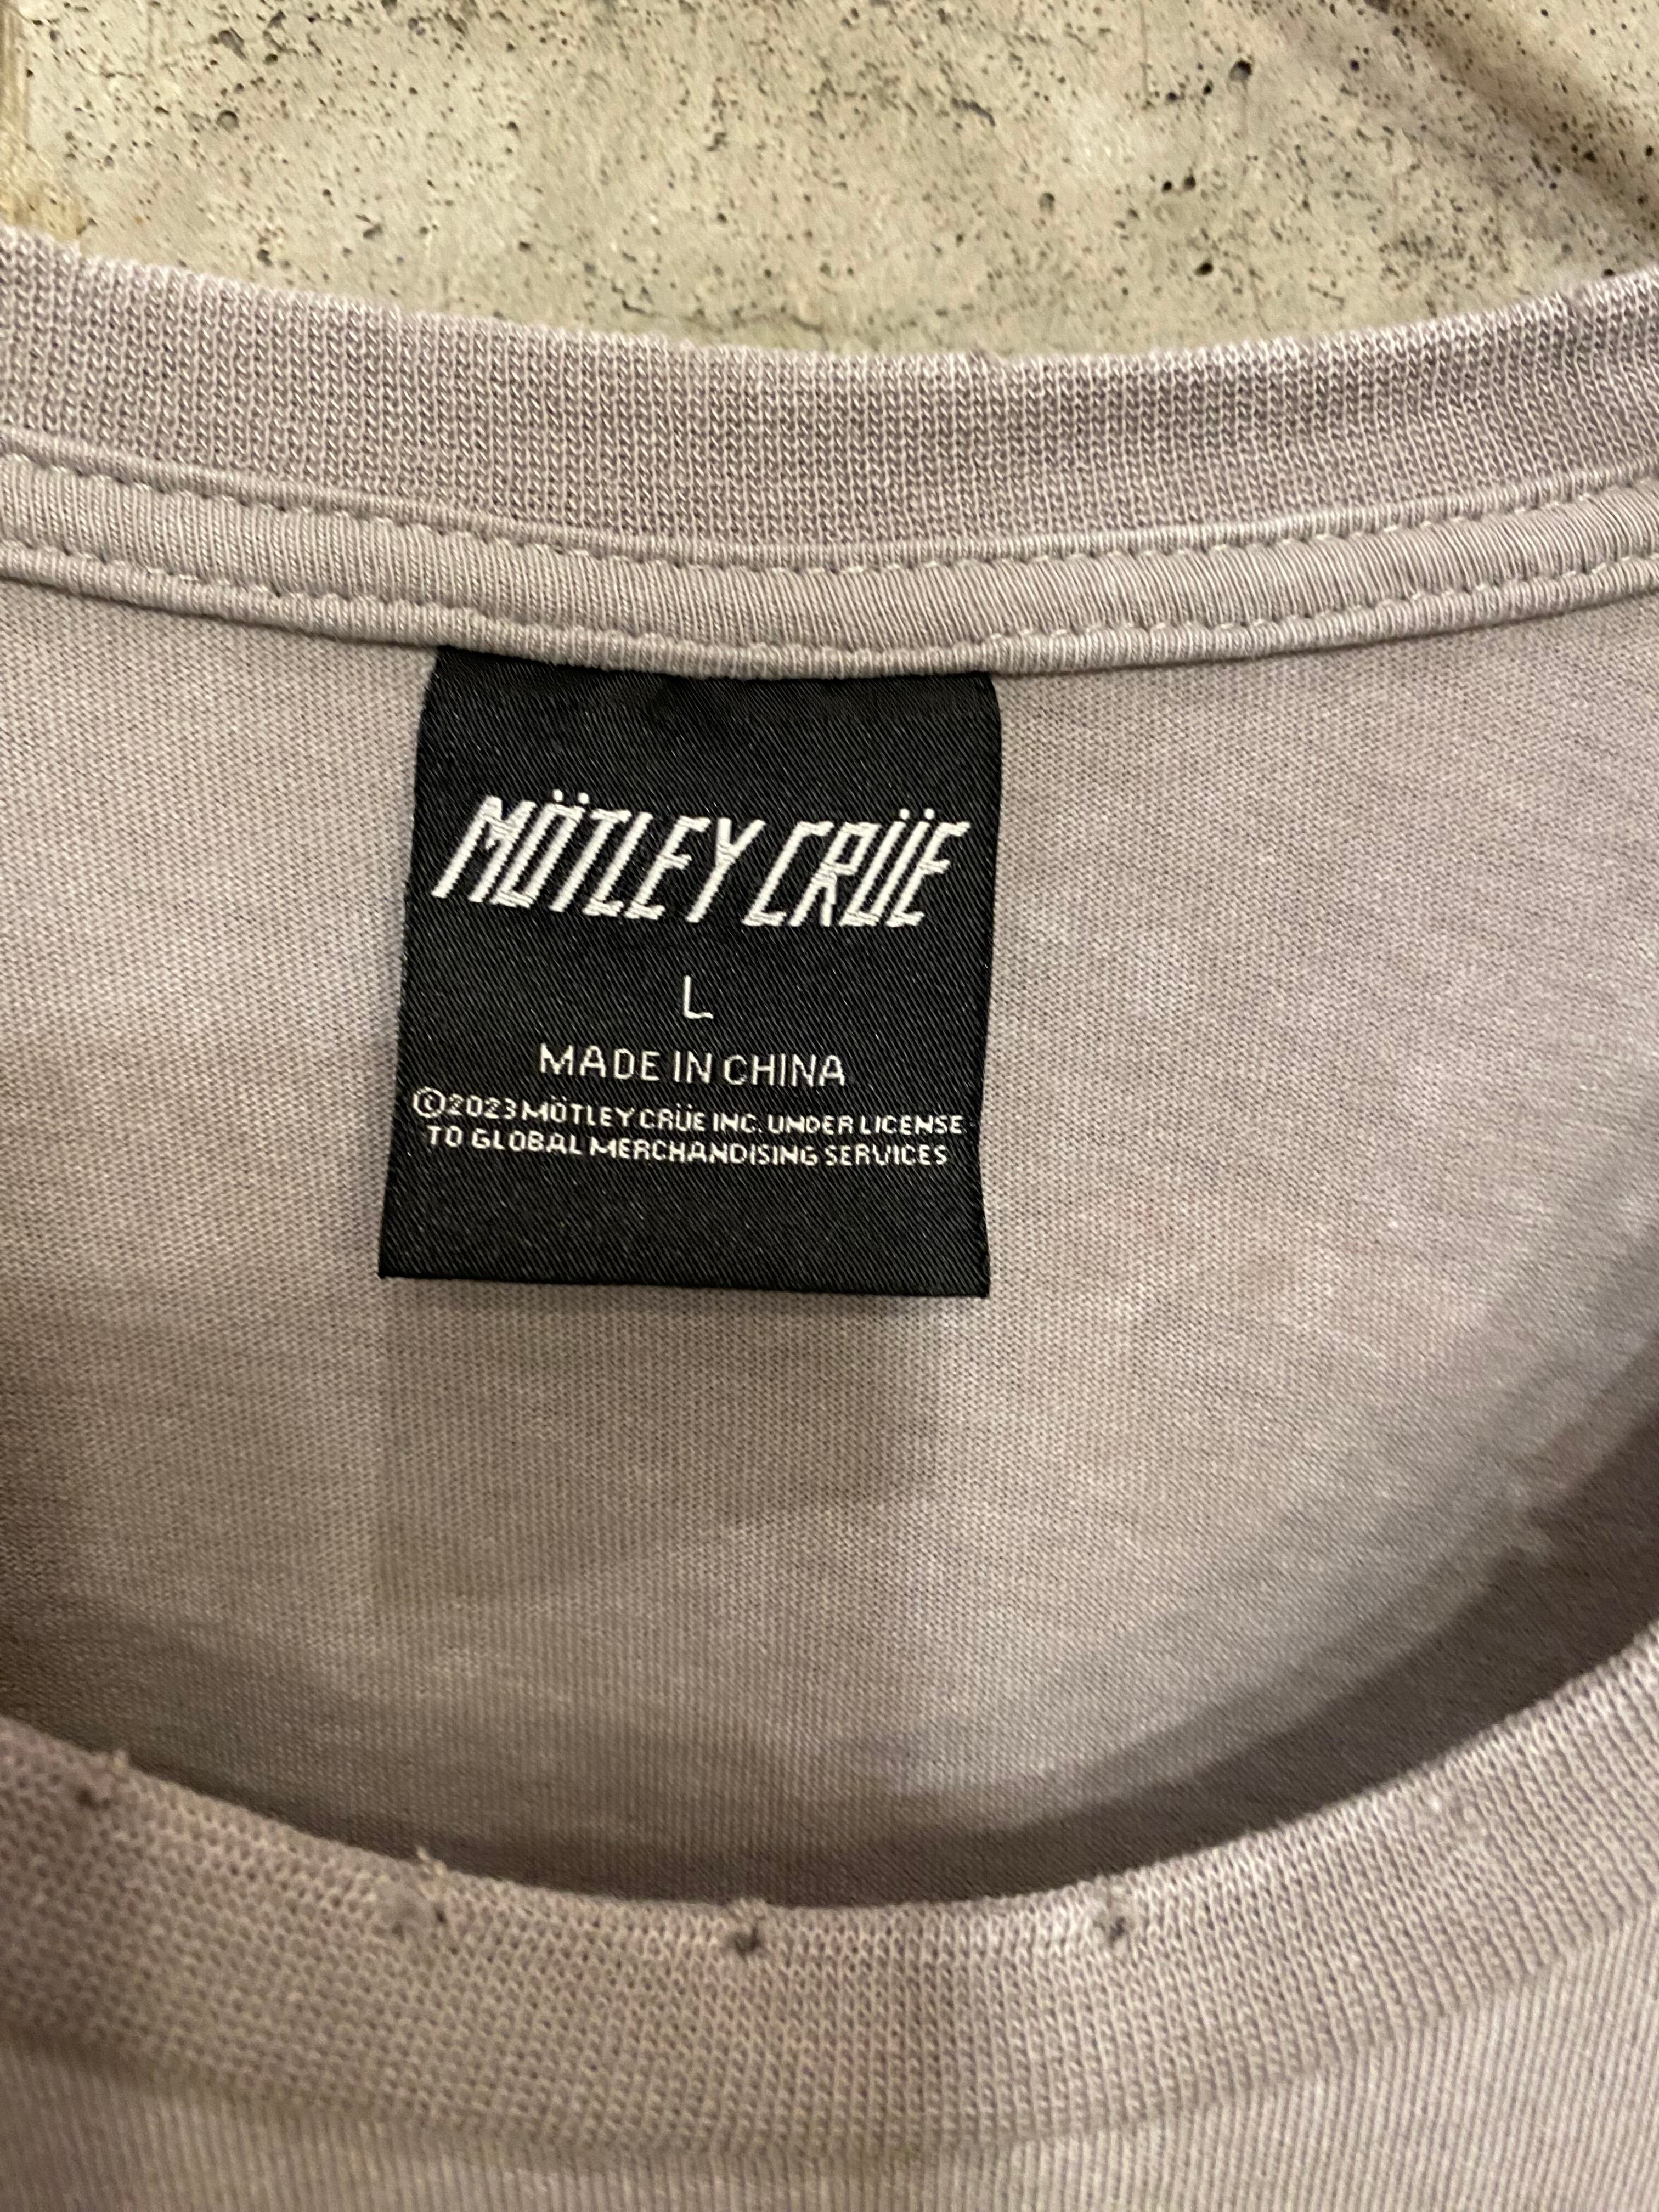 MÖTLEY CRÜE
L
MADE IN CHINA
©2023 MÖTLEY CRÜE INC. UNDER LICENSE
TO GLOBAL MERCHANDISING SERVICES